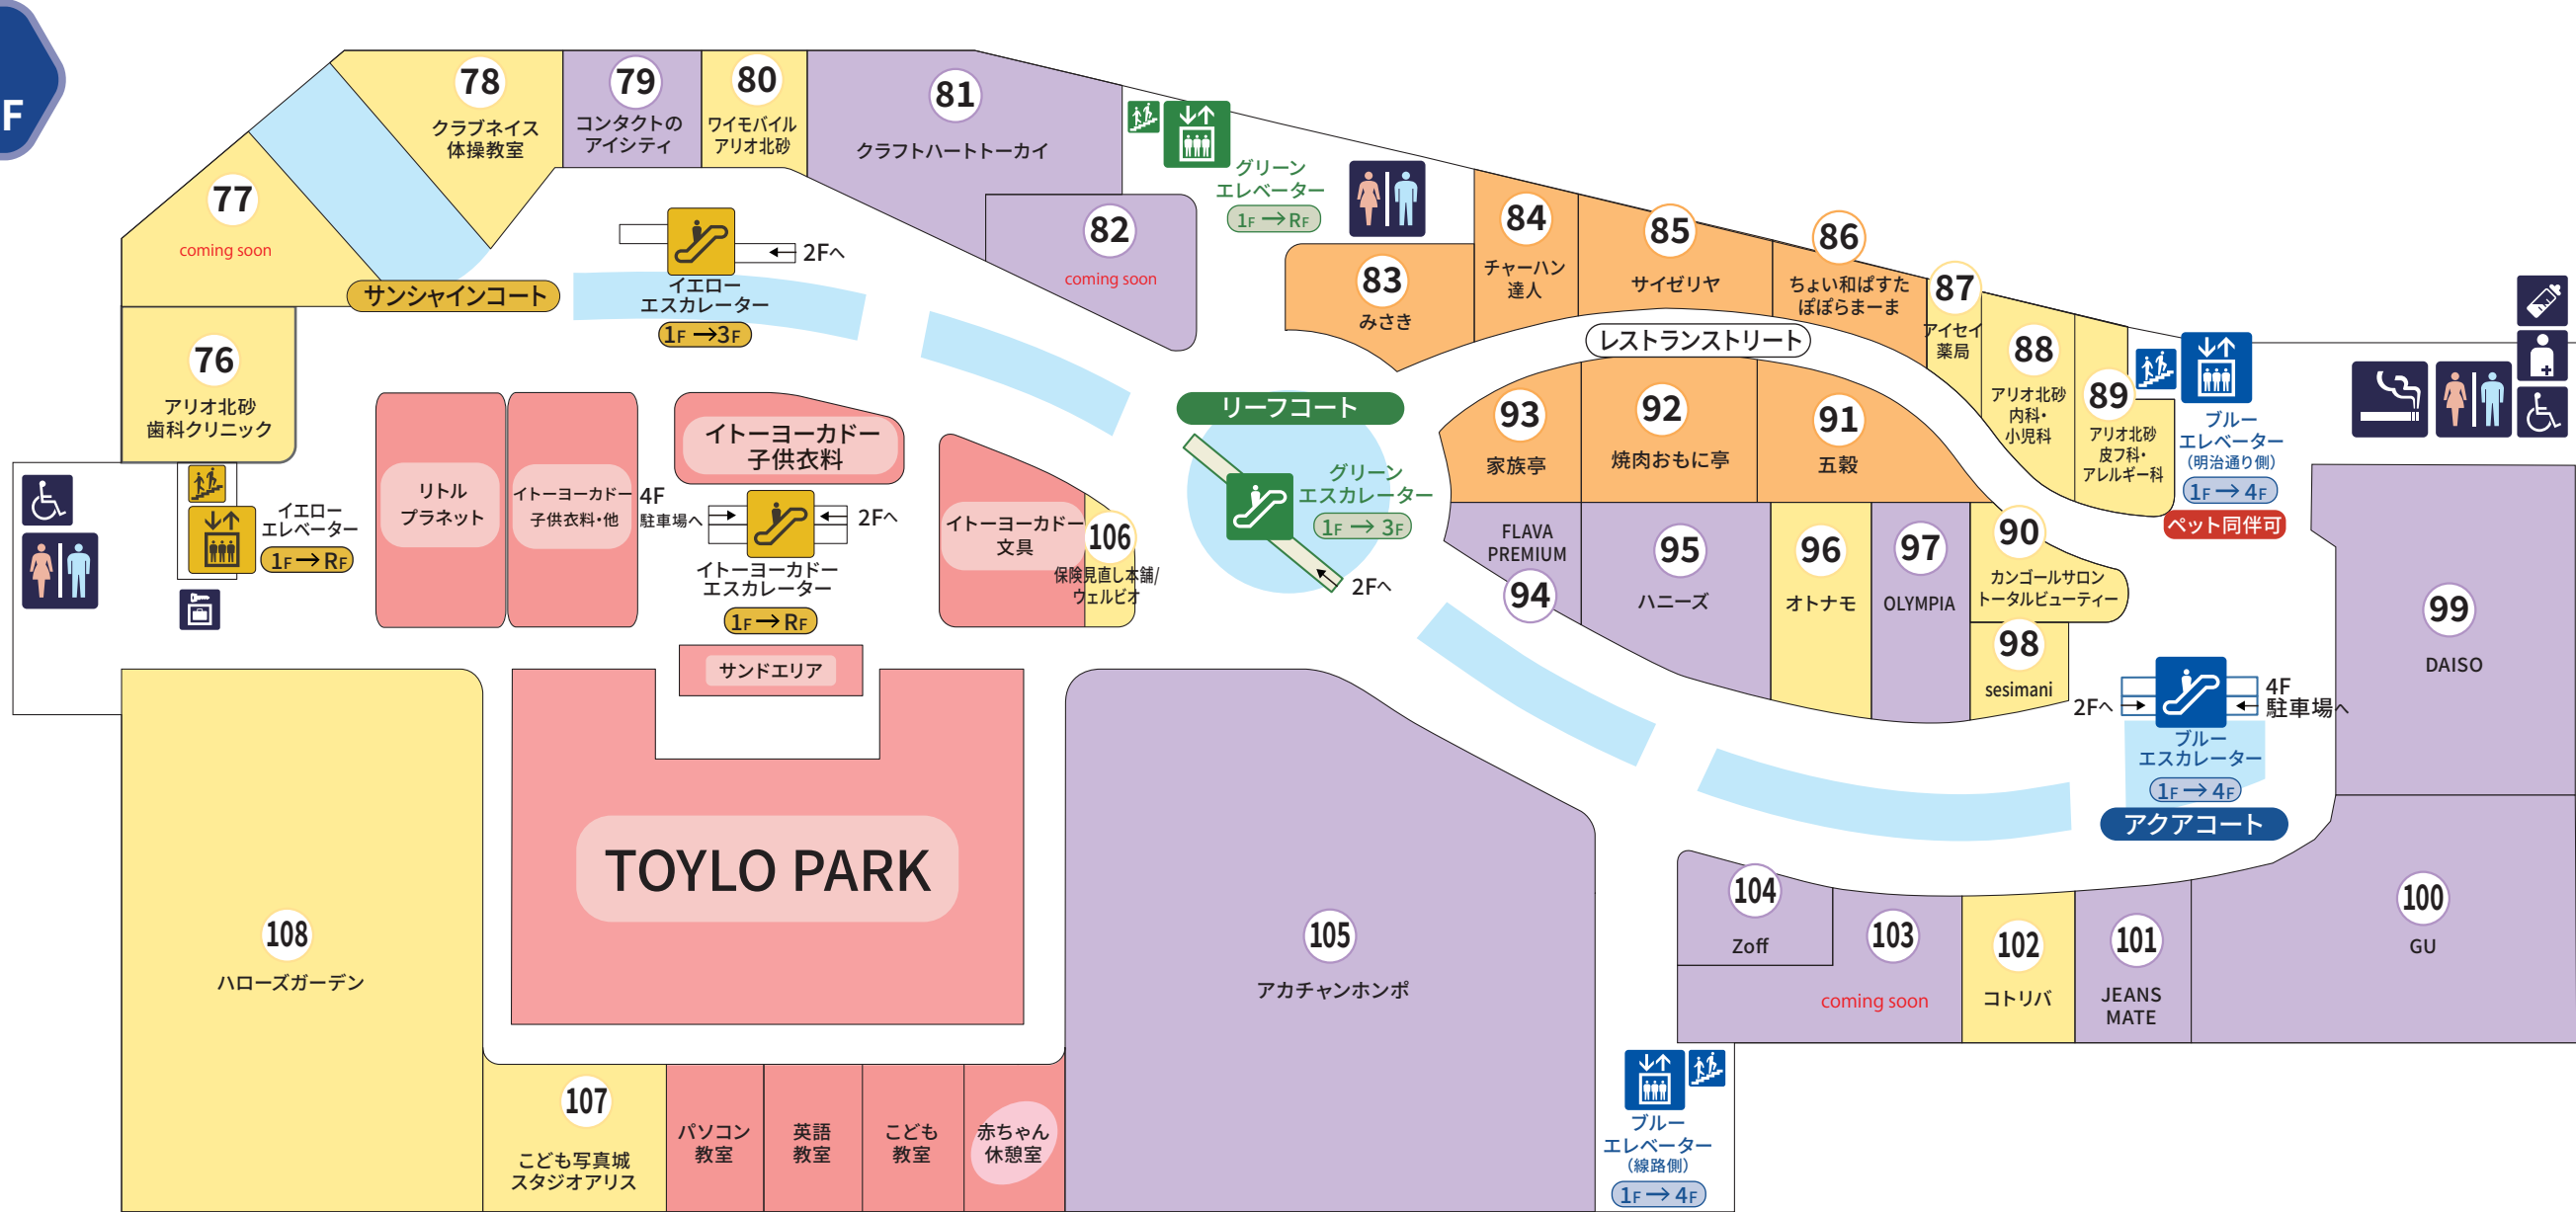 F
78
クラブネイス
体操教室
79
コンタクトの
アイシティ
80
ワイモバイル
アリオ北砂
81
クラフトハートトーカイ
82
coming soon
77
coming soon
サンシャインコート
2Fへ
イエロー
エスカレーター
1F→3F
グリーン
エレベーター
1F→RF
83
みさき
84
チャーハン
達人
85
サイゼリヤ
86
ちょい和ぱすた
ぽぽらまーま
87
アイセイ
薬局
88
アリオ北砂
内科・
小児科
89
アリオ北砂
皮フ科・
アレルギー科
レストランストリート
ブルー
エレベーター
(明治通り側)
1F→4F
ペット同伴可
76
アリオ北砂
歯科クリニック
イエロー
エレベーター
1F→RF
リトル
プラネット
イトーヨーカドー
子供衣料・他
イトーヨーカドー
子供衣料
4F
駐車場へ
2Fへ
イトーヨーカドー
エスカレーター
1F→RF
イトーヨーカドー
文具
106
保険見直し本舗/
ウェルビオ
リーフコート
グリーン
エスカレーター
1F→3F
2Fへ
93
家族亭
92
焼肉おもに亭
91
五穀
FLAVA
PREMIUM
94
95
ハニーズ
96
オトナモ
97
OLYMPIA
90
カンゴールサロン
トータルビューティー
98
sesimani
2Fへ
4F
駐車場へ
ブルー
エスカレーター
1F→4F
アクアコート
99
DAISO
サンドエリア
TOYLO PARK
108
ハローズガーデン
105
アカチャンホンポ
104
Zoff
103
coming soon
102
コトリバ
101
JEANS
MATE
100
GU
107
こども写真城
スタジオアリス
パソコン
教室
英語
教室
こども
教室
赤ちゃん
休憩室
ブルー
エレベーター
(線路側)
1F→4F